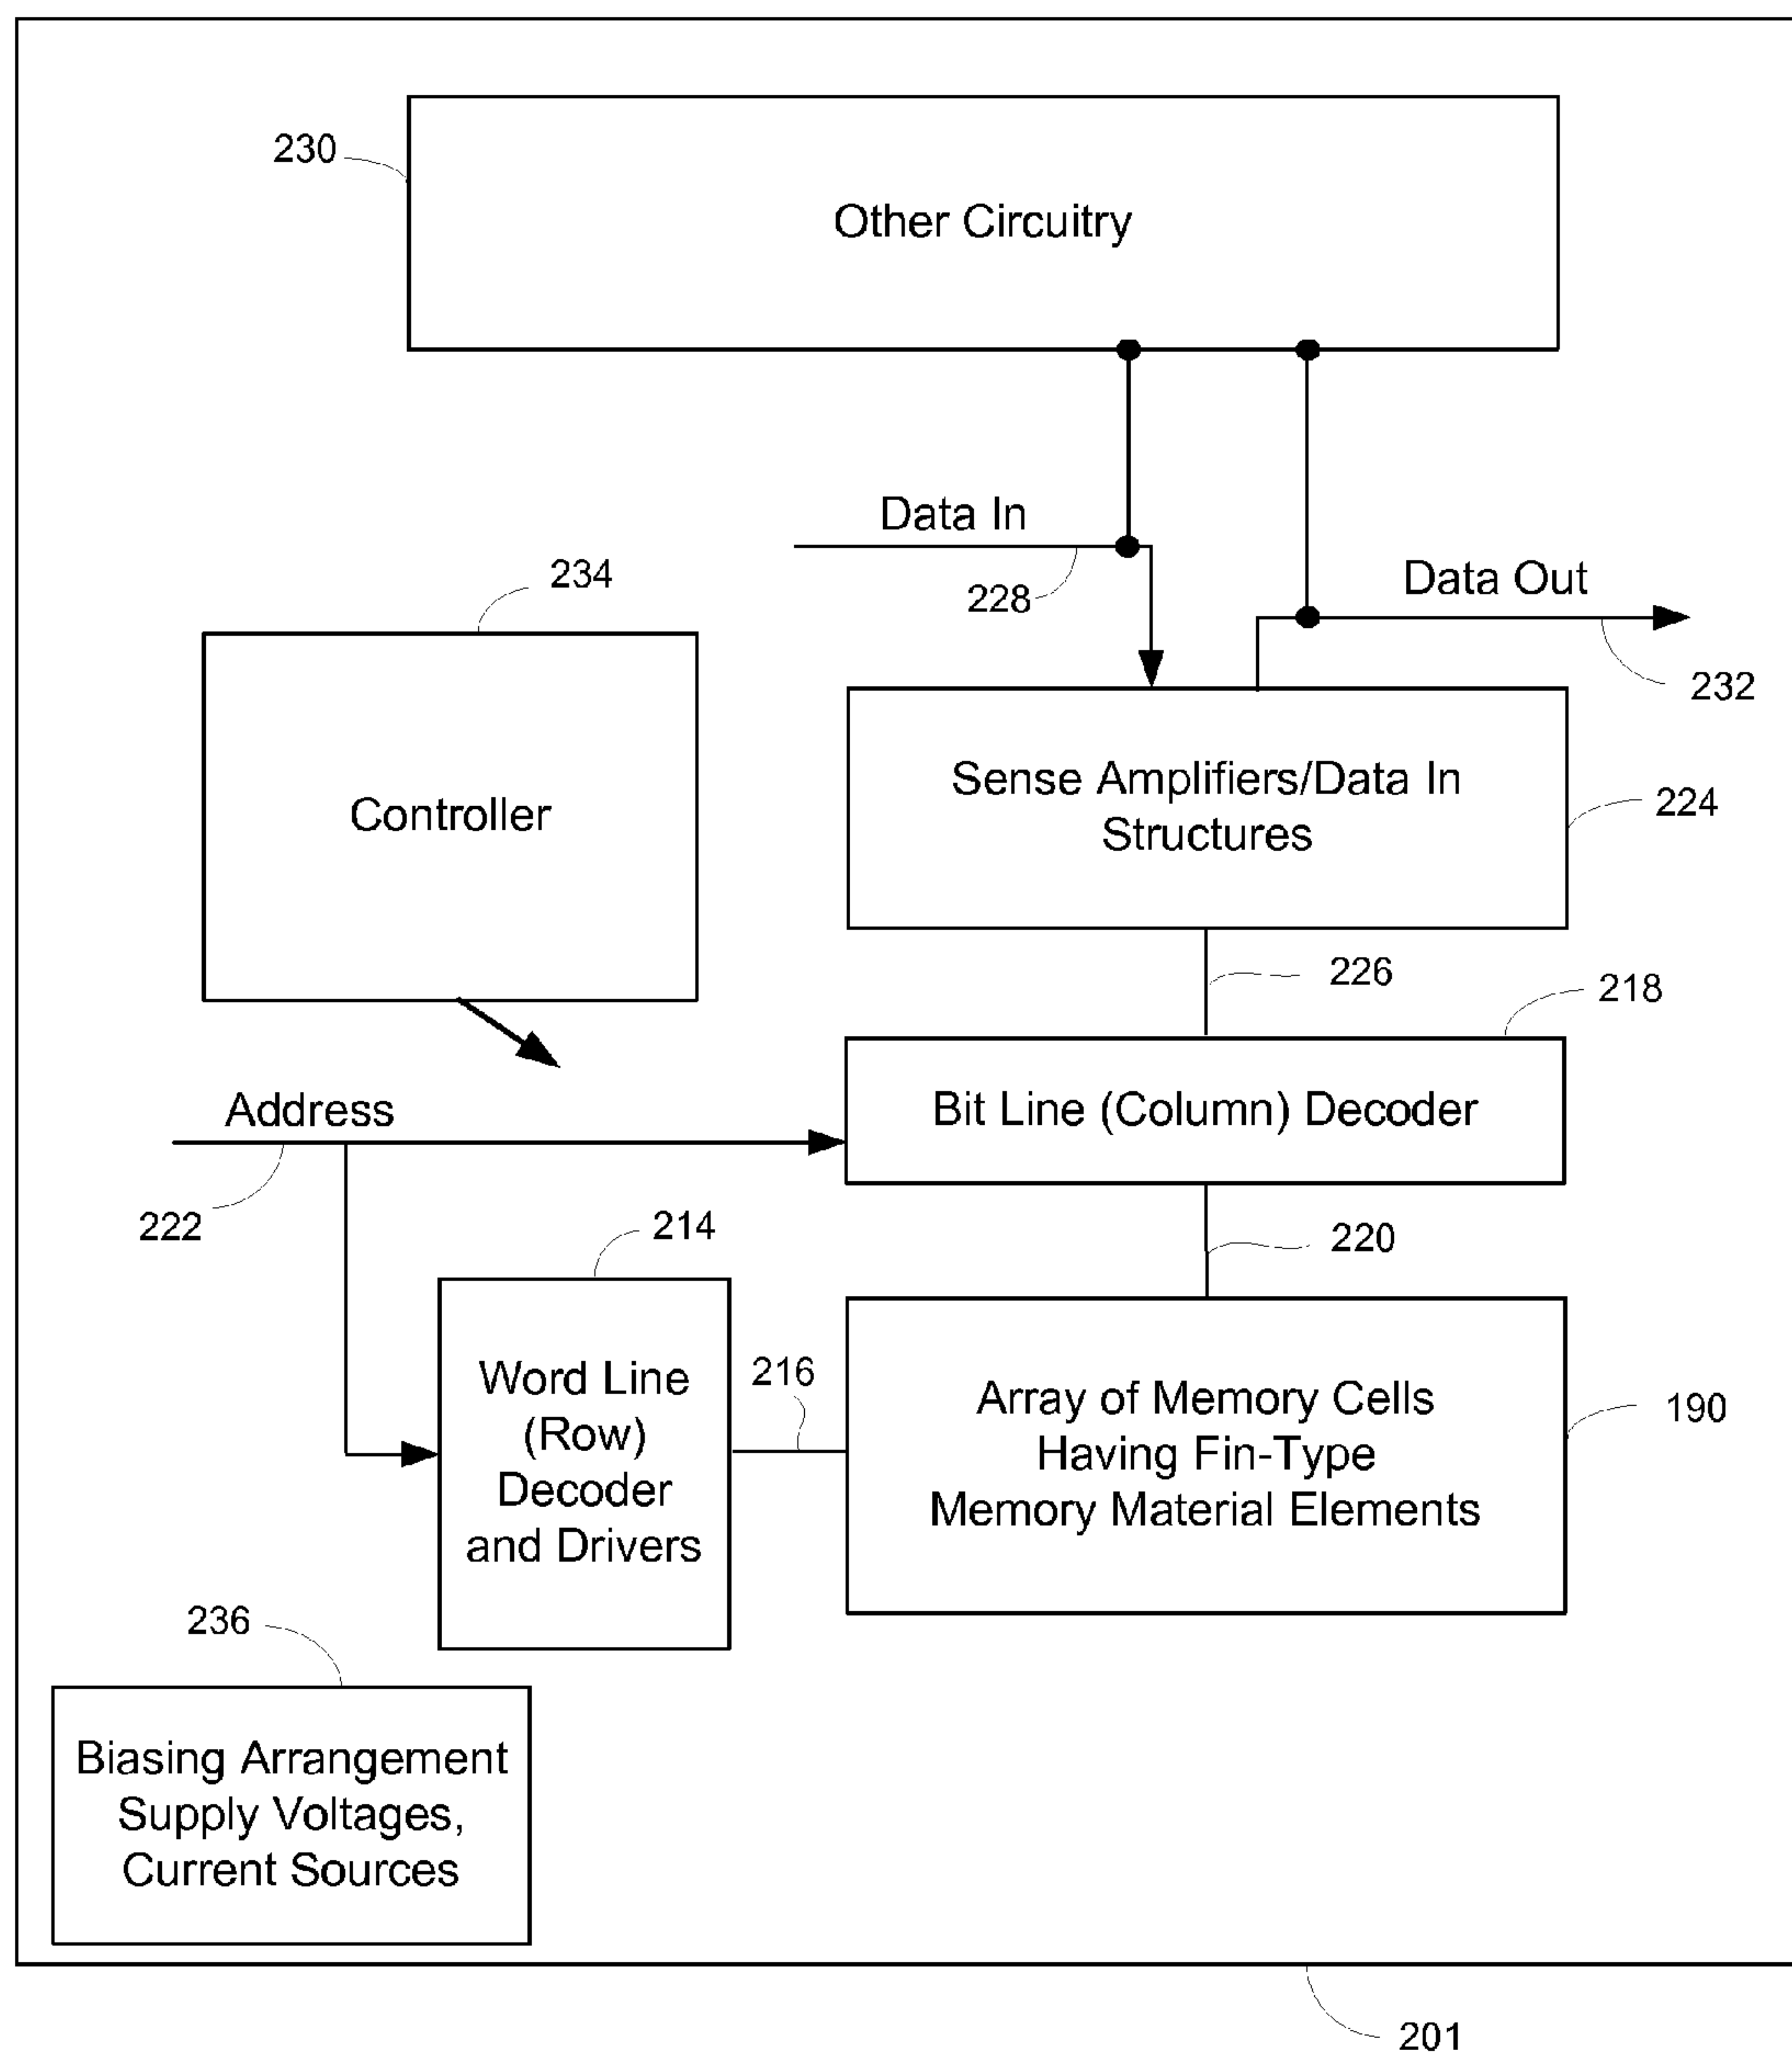 230
Other Circuitry
Data In
228
234
Data Out
232
Controller
Sense Amplifiers/Data In
Structures
224
226
218
Address
Bit Line (Column) Decoder
222
214
220
Word Line
(Row)
Decoder
and Drivers
216
Array of Memory Cells
Having Fin-Type
Memory Material Elements
190
236
Biasing Arrangement
Supply Voltages,
Current Sources
201